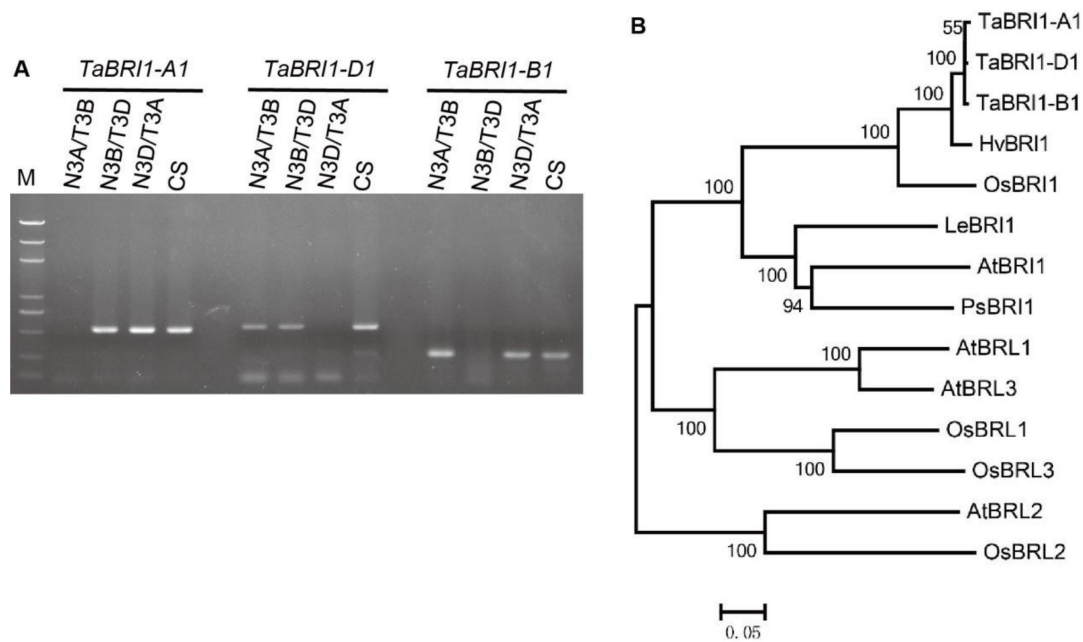 A
TaBRI1-A1 TaBRI1-D1 TaBRI1-B1
M N3A/T3B N3B/T3D N3D/T3A CS N3A/T3B N3B/T3D N3D/T3A CS N3A/T3B N3B/T3D N3D/T3A CS
B
55 TaBRI1-A1
100 TaBRI1-D1
100 TaBRI1-B1
100 HvBRI1
100 OsBRI1
LeBRI1
100 AtBRI1
94 PsBRI1
100 AtBRL1
AtBRL3
100 OsBRL1
100 OsBRL3
AtBRL2
100 OsBRL2
0.05